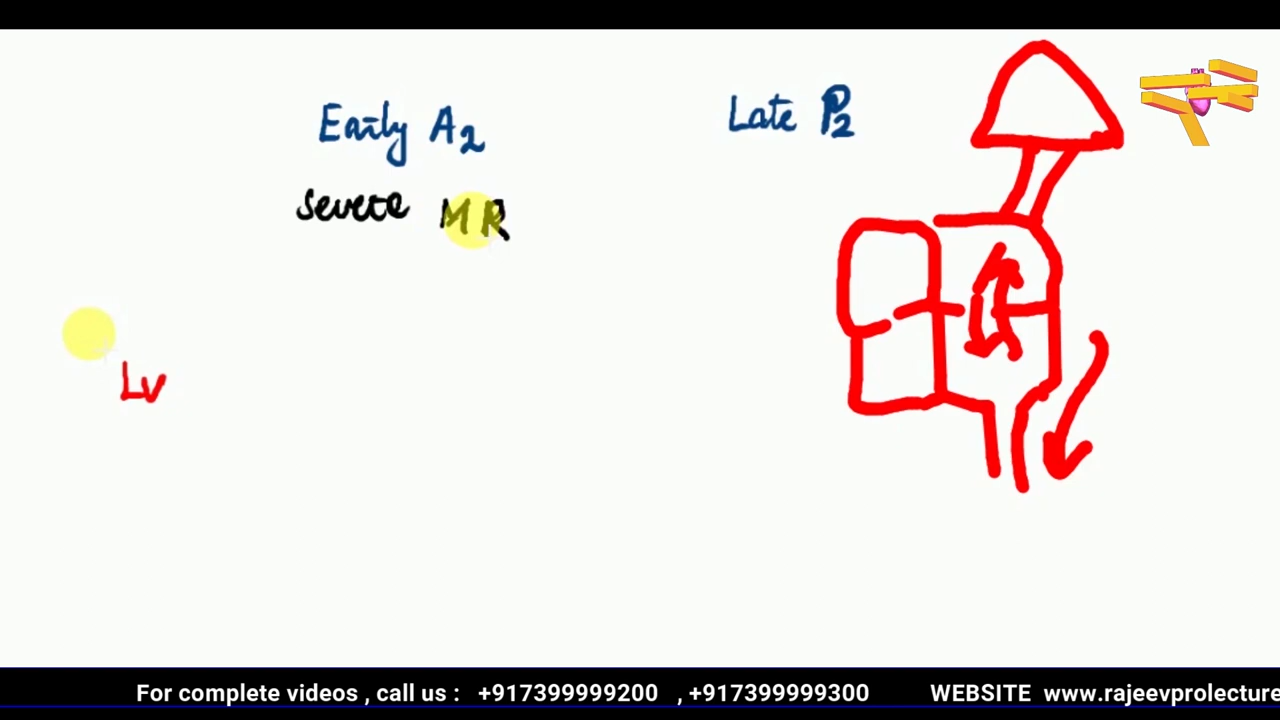 Early A2
Late P2
severe MR
LV
For complete videos , call us : +917399999200 , +917399999300 WEBSITE www.rajeevprolecture